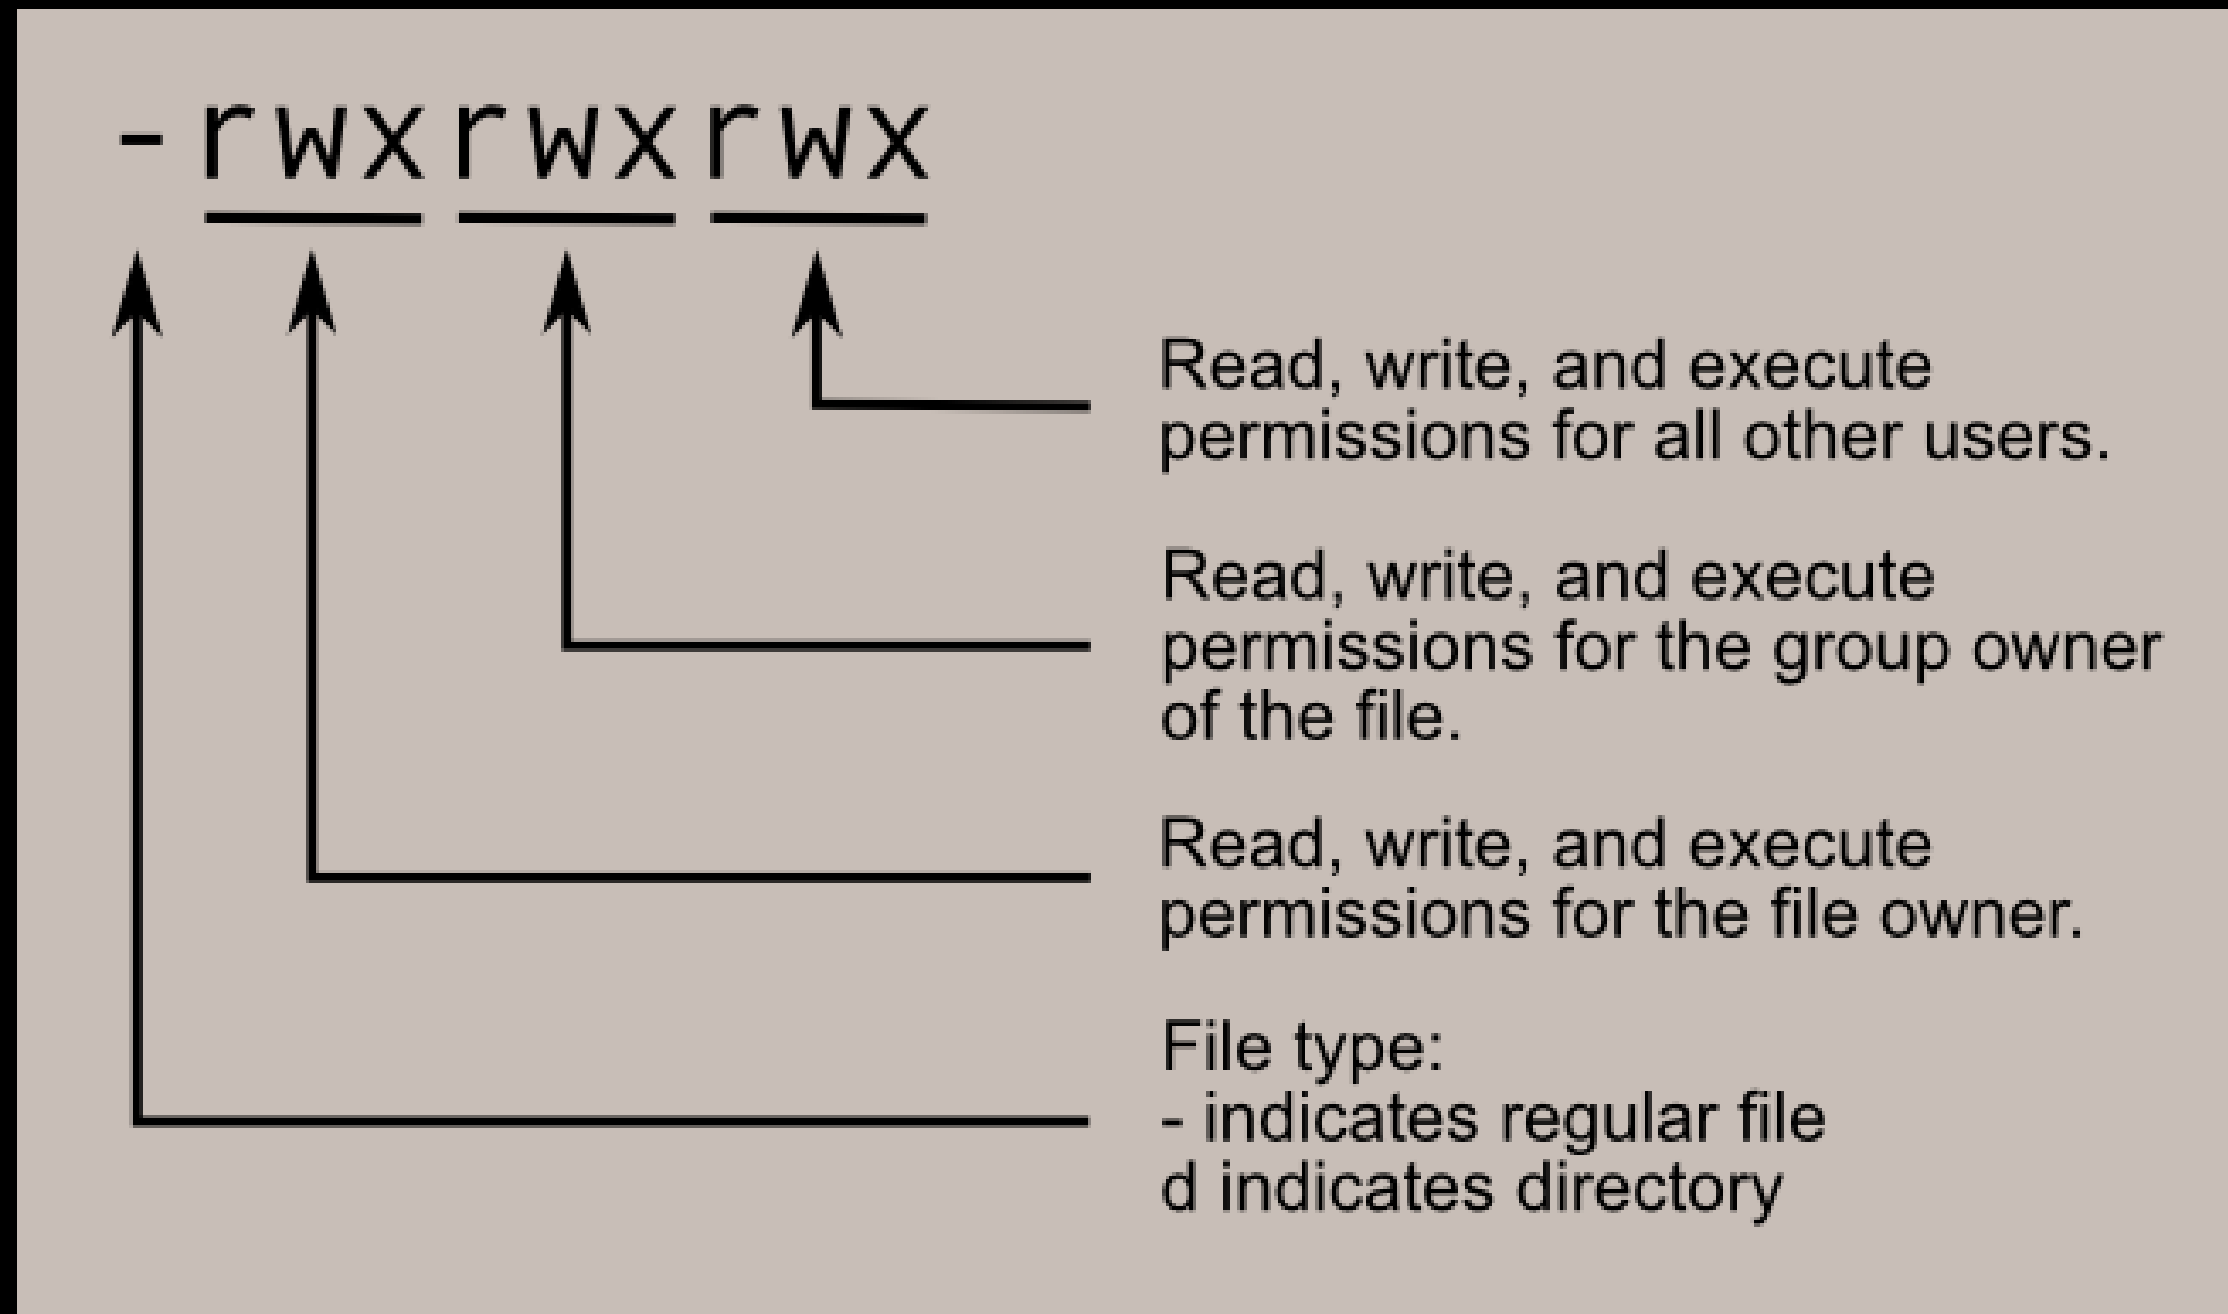 -rwxrwxrwx
Read, write, and execute
permissions for all other users.
Read, write, and execute
permissions for the group owner
of the file.
Read, write, and execute
permissions for the file owner.
File type:
- indicates regular file
d indicates directory